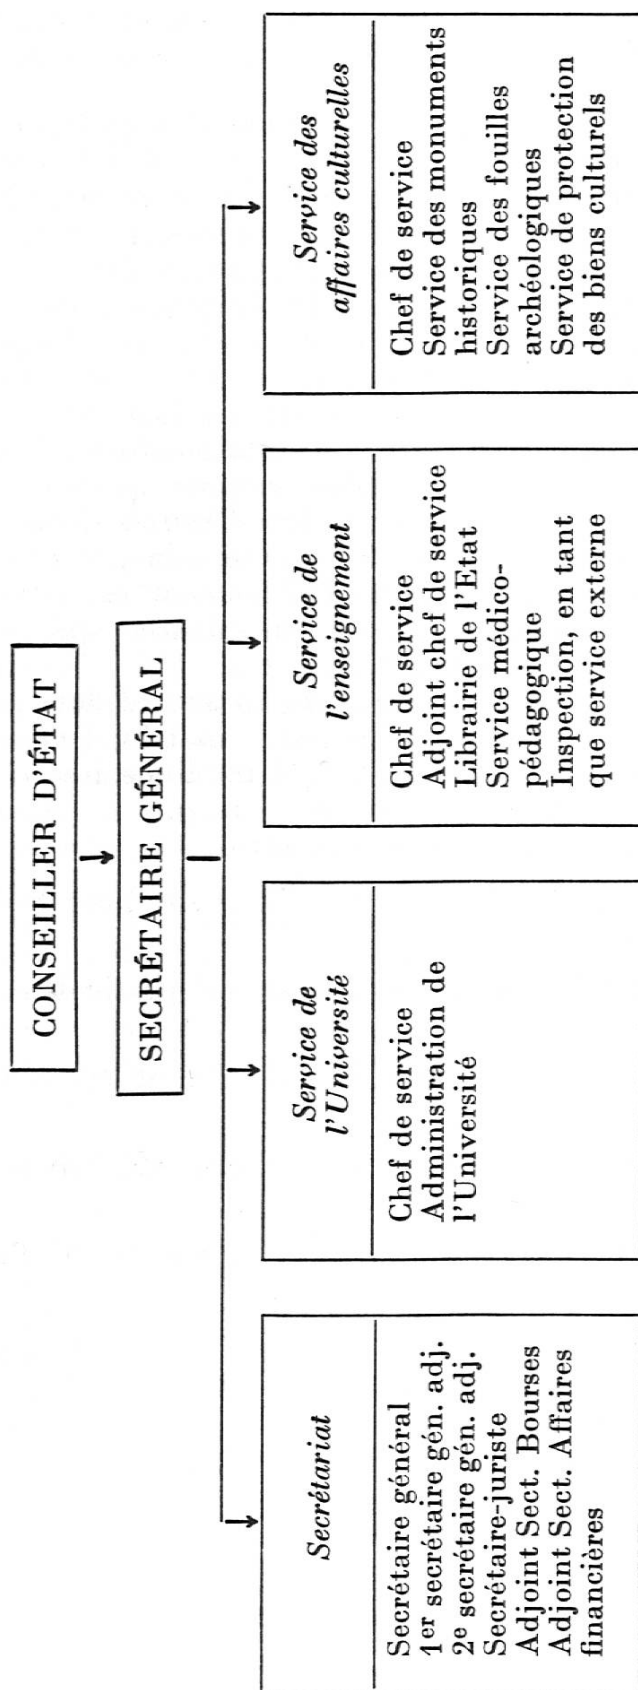 CONSEILLER D'ÉTAT
SECRÉTAIRE GÉNÉRAL
Secrétariat
Secrétaire général
1er secrétaire gén. adj.
2e secrétaire gén. adj.
Secrétaire-juriste
Adjoint Sect. Bourses
Adjoint Sect. Affaires
financières
Service de
l'Université
Chef de service
Administration de
l'Université
Service de
l'enseignement
Chef de service
Adjoint chef de service
Librairie de l'Etat
Service médico-
pédagogique
Inspection, en tant
que service externe
Service des
affaires culturelles
Chef de service
Service des monuments
historiques
Service des fouilles
archéologiques
Service de protection
des biens culturels